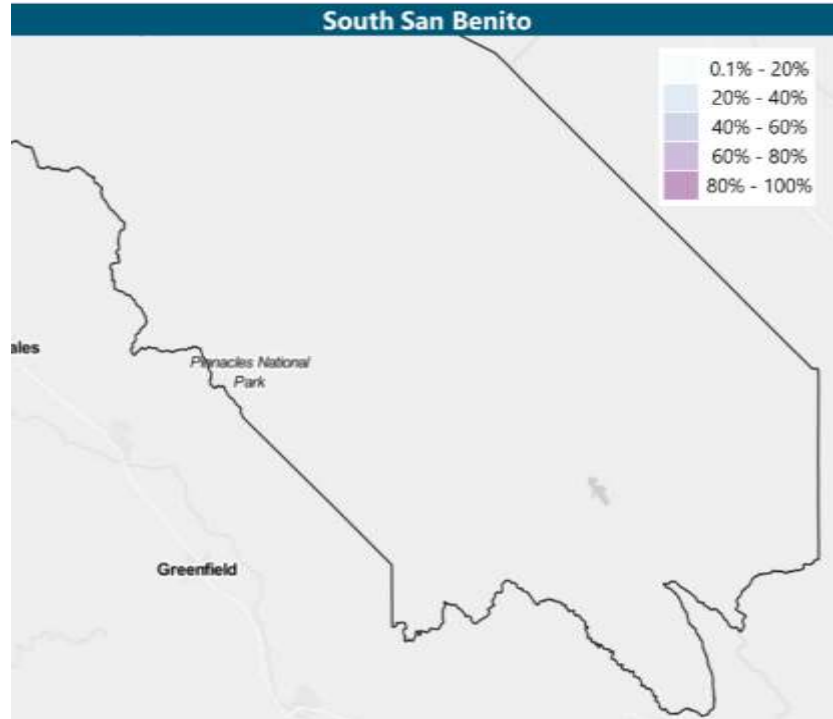 South San Benito
0.1% - 20%
20% - 40%
40% - 60%
60% - 80%
80% - 100%
ales
Pinnacles National
Park
Greenfield